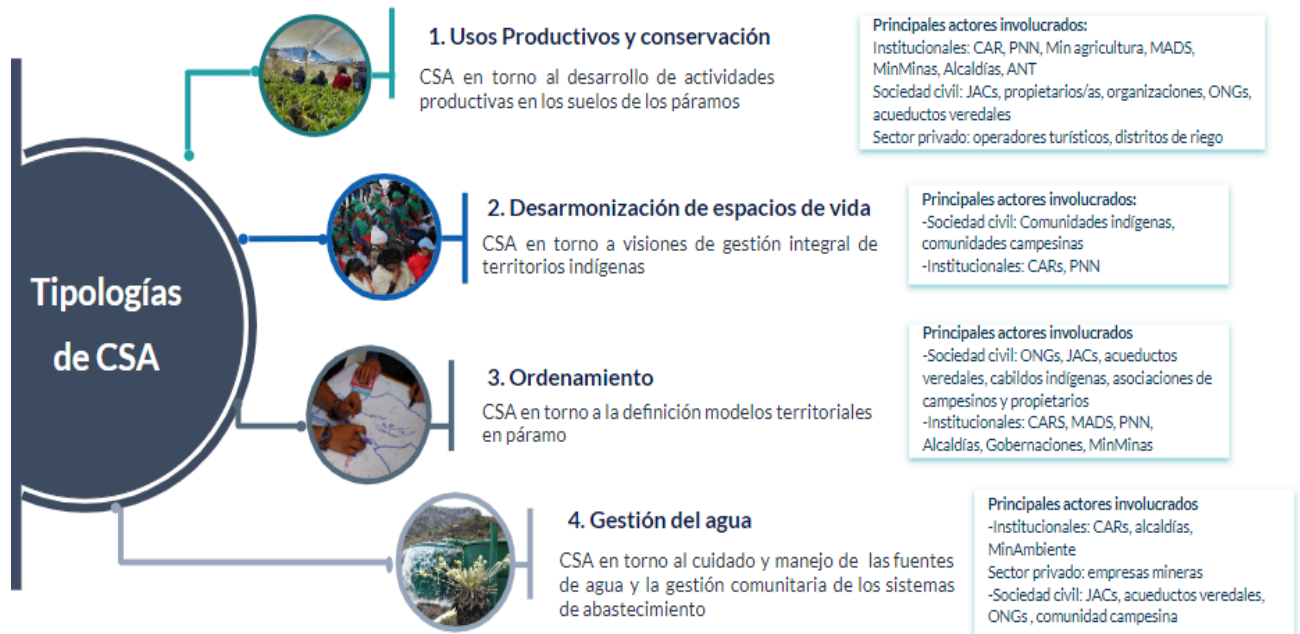 Tipologías
de CSA
1. Usos Productivos y conservación
CSA en torno al desarrollo de actividades
productivas en los suelos de los páramos
Principales actores involucrados:
Institucionales: CAR, PNN, Min agricultura, MADS,
MinMinas, Alcaldías, ANT
Sociedad civil: JACs, propietarios/as, organizaciones, ONGs,
acueductos veredales
Sector privado: operadores turísticos, distritos de riego
2. Desarmonización de espacios de vida
CSA en torno a visiones de gestión integral de
territorios indígenas
Principales actores involucrados:
-Sociedad civil: Comunidades indígenas,
comunidades campesinas
-Institucionales: CARs, PNN
3. Ordenamiento
CSA en torno a la definición modelos territoriales
en páramo
Principales actores involucrados
-Sociedad civil: ONGs, JACs, acueductos
veredales, cabildos indígenas, asociaciones de
campesinos y propietarios
-Institucionales: CARS, MADS, PNN,
Alcaldías, Gobernaciones, MinMinas
4. Gestión del agua
CSA en torno al cuidado y manejo de las fuentes
de agua y la gestión comunitaria de los sistemas
de abastecimiento
Principales actores involucrados
-Institucionales: CARs, alcaldías,
MinAmbiente
Sector privado: empresas mineras
-Sociedad civil: JACs, acueductos veredales,
ONGs , comunidad campesina